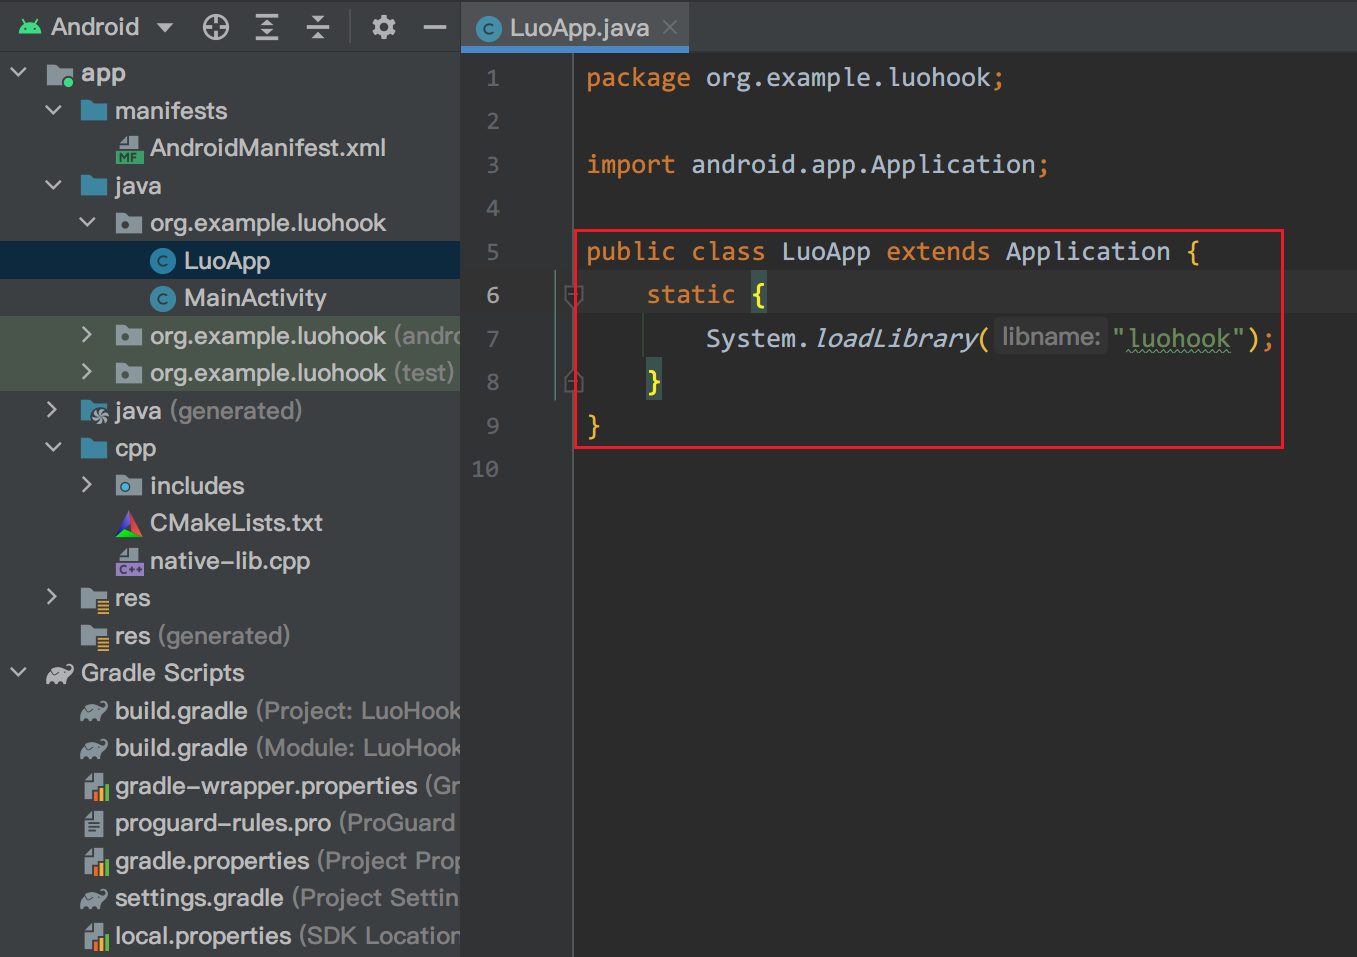 Android
LuoApp.java
app
manifests
MF AndroidManifest.xml
java
org.example.luohook
C LuoApp
C MainActivity
org.example.luohook (andro
org.example.luohook (test)
java (generated)
cpp
includes
CMakeLists.txt
C++ native-lib.cpp
res
res (generated)
Gradle Scripts
build.gradle (Project: LuoHook
build.gradle (Module: LuoHook
gradle-wrapper.properties (Gr
proguard-rules.pro (ProGuard
gradle.properties (Project Prop
settings.gradle (Project Settin
local.properties (SDK Location
1 package org.example.luohook;
2
3 import android.app.Application;
4
5 public class LuoApp extends Application {
6 static {
7 System.loadLibrary( libname: "luohook");
8 }
9 }
10